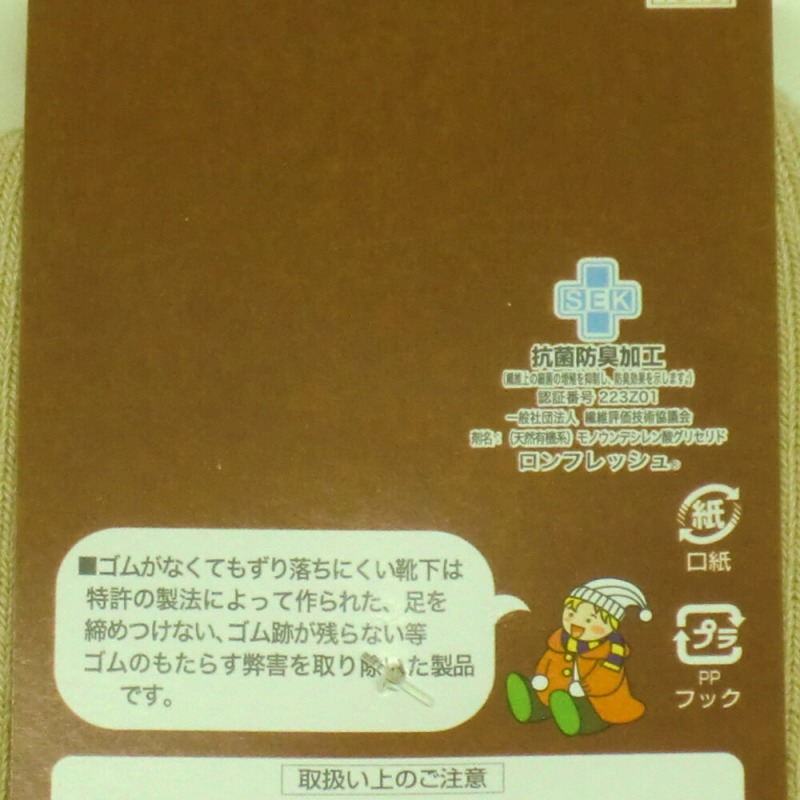 SEK
抗菌防臭加工
(繊維上の細菌の増殖を抑制し、防臭効果を示します。)
認証番号 223Z01
一般社団法人 繊維評価技術協議会
剤名:(天然有機系)モノウンデシレン酸グリセリド
ロンフレッシュ®
紙
口紙
■ゴムがなくてもずり落ちにくい靴下は
特許の製法によって作られた、足を
締めつけない、ゴム跡が残らない等
ゴムのもたらす弊害を取り除いた製品
です。
プラ
PP
フック
取扱い上のご注意